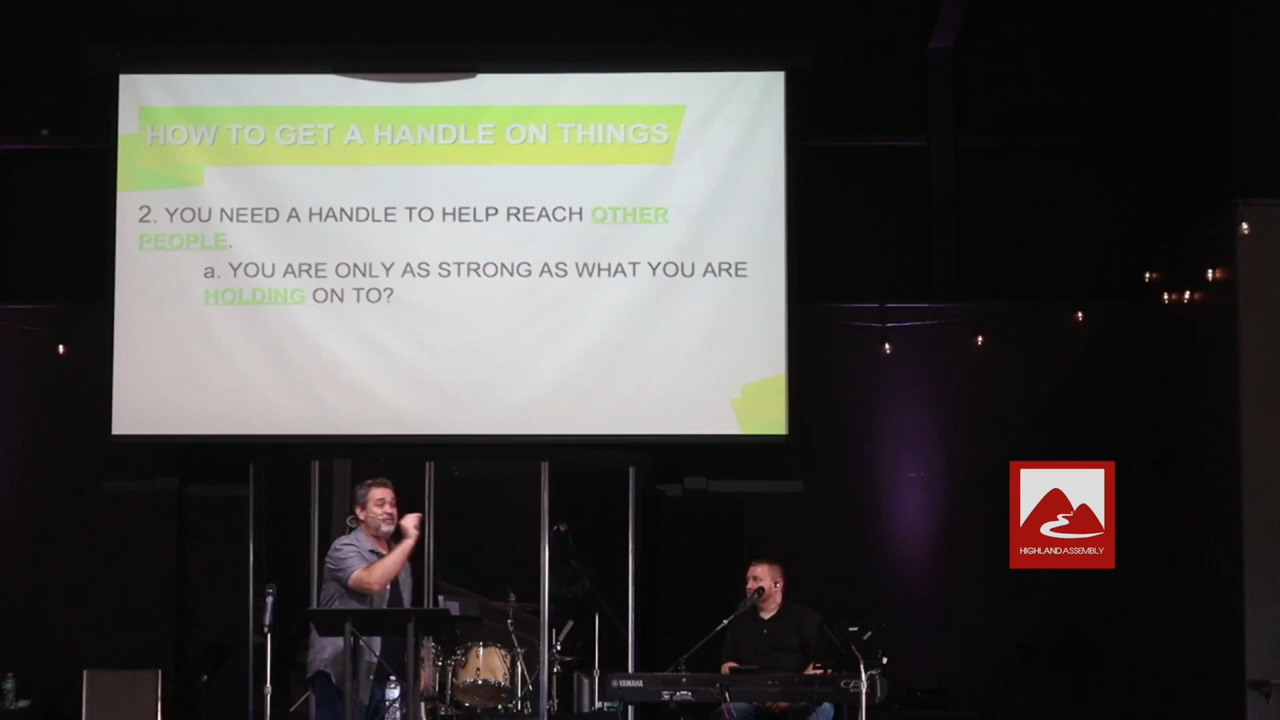 HOW TO GET A HANDLE ON THINGS
2. YOU NEED A HANDLE TO HELP REACH OTHER
PEOPLE.
a. YOU ARE ONLY AS STRONG AS WHAT YOU ARE
HOLDING ON TO?
HIGHLAND ASSEMBLY
YAMAHA